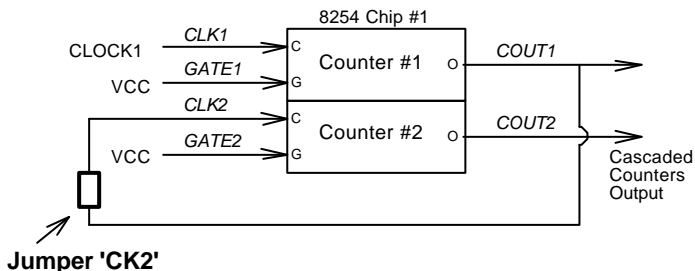 8254 Chip #1
CLOCK1
CLK1
C
Counter #1
O
COUT1
VCC
GATE1
G
CLK2
C
Counter #2
O
COUT2
VCC
GATE2
G
Cascaded
Counters
Output
Jumper 'CK2'